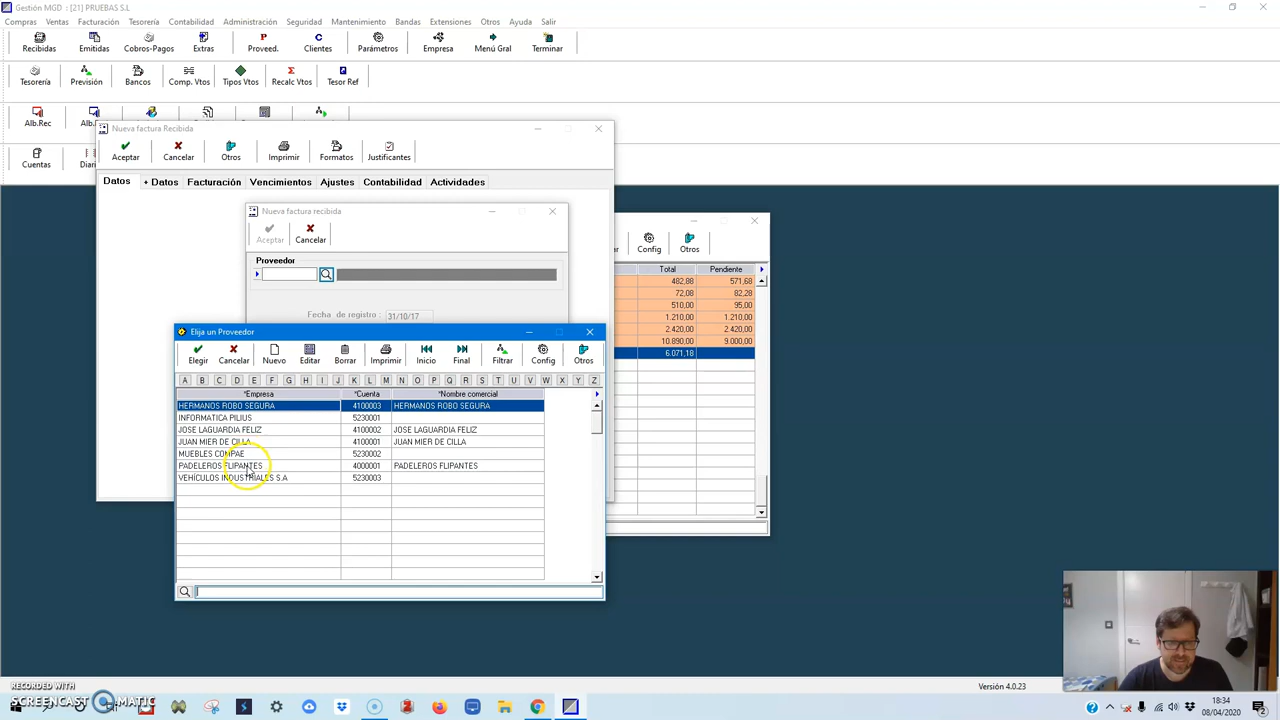 Gestión MGD : [21] PRUEBAS S.L
Compras Ventas Facturación Tesorería Contabilidad Administración Seguridad Mantenimiento Bandas Extensiones Otros Ayuda Salir
Recibidas Emitidas Cobros-Pagos Extras Proveed. Clientes Parámetros Empresa Menú Gral Terminar
Tesorería Previsión Bancos Comp. Vtos Tipos Vtos Recalc Vtos Tesor Ref
Alb.Rec
Cuentas
Nueva factura Recibida
Aceptar Cancelar Otros Imprimir Formatos Justificantes
Datos + Datos Facturación Vencimientos Ajustes Contabilidad Actividades
Nueva factura recibida
Aceptar Cancelar
Proveedor
Fecha de registro : 31/10/17
Config Otros
Total Pendiente
482,88 571,68
72,08 82,28
510,00 95,00
1.210,00 1.210,00
2.420,00 2.420,00
10.890,00 9.000,00
6.071,18
Elija un Proveedor
Elegir Cancelar Nuevo Editar Borrar Imprimir Inicio Final Filtrar Config Otros
A B C D E F G H I J K L M N O P Q R S T U V W X Y Z
*Empresa *Cuenta *Nombre comercial
HERMANOS ROBO SEGURA 4100003 HERMANOS ROBO SEGURA
INFORMATICA PILIUS 5230001
JOSE LAGUARDIA FELIZ 4100002 JOSE LAGUARDIA FELIZ
JUAN MIER DE CILLA 4100001 JUAN MIER DE CILLA
MUEBLES COMPAE 5230002
PADELEROS FLIPANTES 4000001 PADELEROS FLIPANTES
VEHÍCULOS INDUSTRIALES S.A 5230003
Versión 4.0.23
RECORDED WITH
SCREENCAST MATIC
18:34
08/04/2020